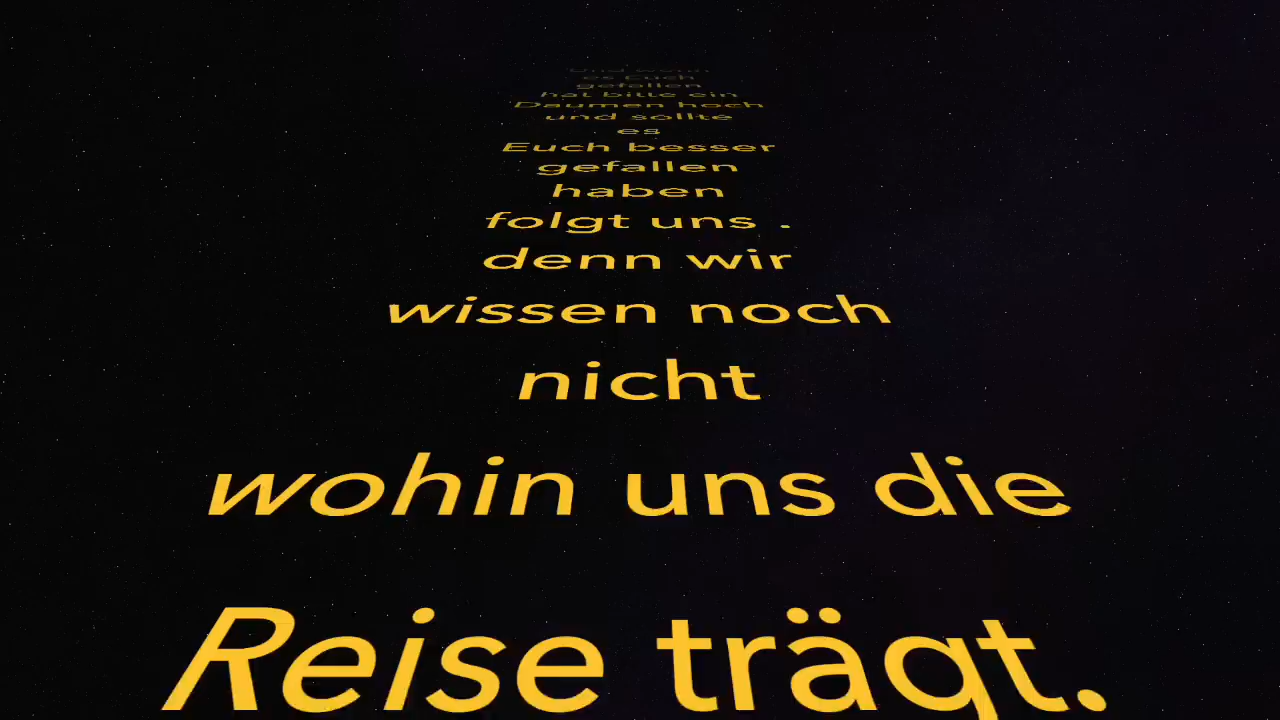 es Euch
gefallen
hat bitte ein
Daumen hoch
und sollte
es
Euch besser
gefallen
haben
folgt uns .
denn wir
wissen noch
nicht
wohin uns die
Reise trägt.